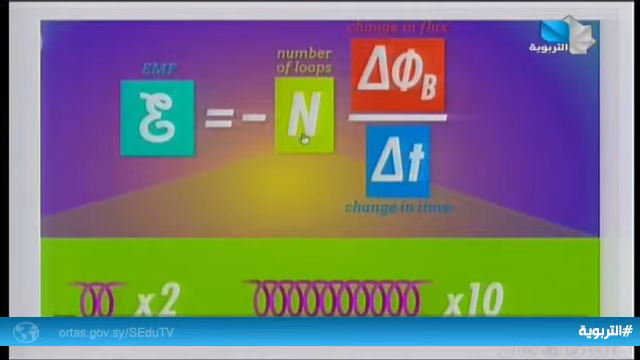 change in flux
التربوية
number
of loops
EMF
ℰ = − N ΔΦB
Δt
change in time
x2
x10
ortas.gov.sy/SEduTV
#التربوية